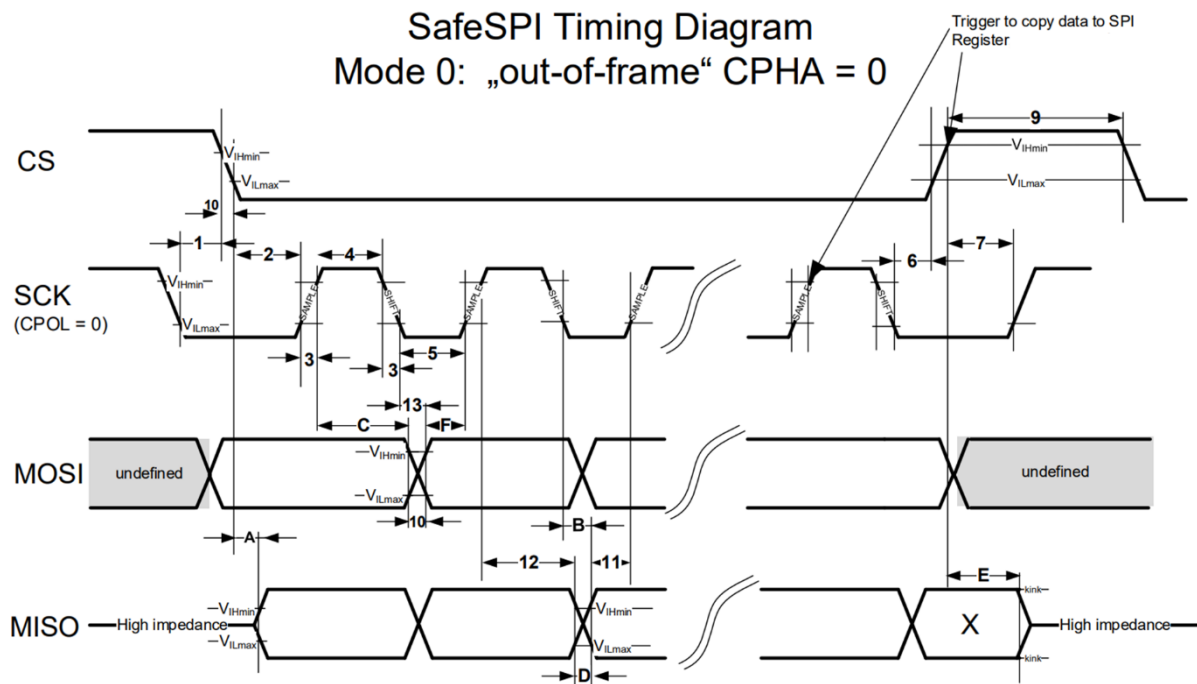 SafeSPI Timing Diagram
Mode 0: „out-of-frame“ CPHA = 0
Trigger to copy data to SPI
Register
CS
VIHmin
VILmax
10
9
VIHmin
VILmax
1
2
4
6
7
SCK
(CPOL = 0)
VIHmin
VILmax
SAMPLE
SHIFT
SAMPLE
SHIFT
SAMPLE
SAMPLE
SHIFT
3
3
5
13
C
F
MOSI
undefined
VIHmin
VILmax
undefined
10
A
B
12
11
E
MISO
High impedance
VIHmin
VILmax
VIHmin
VILmax
X
kink
kink
High impedance
D